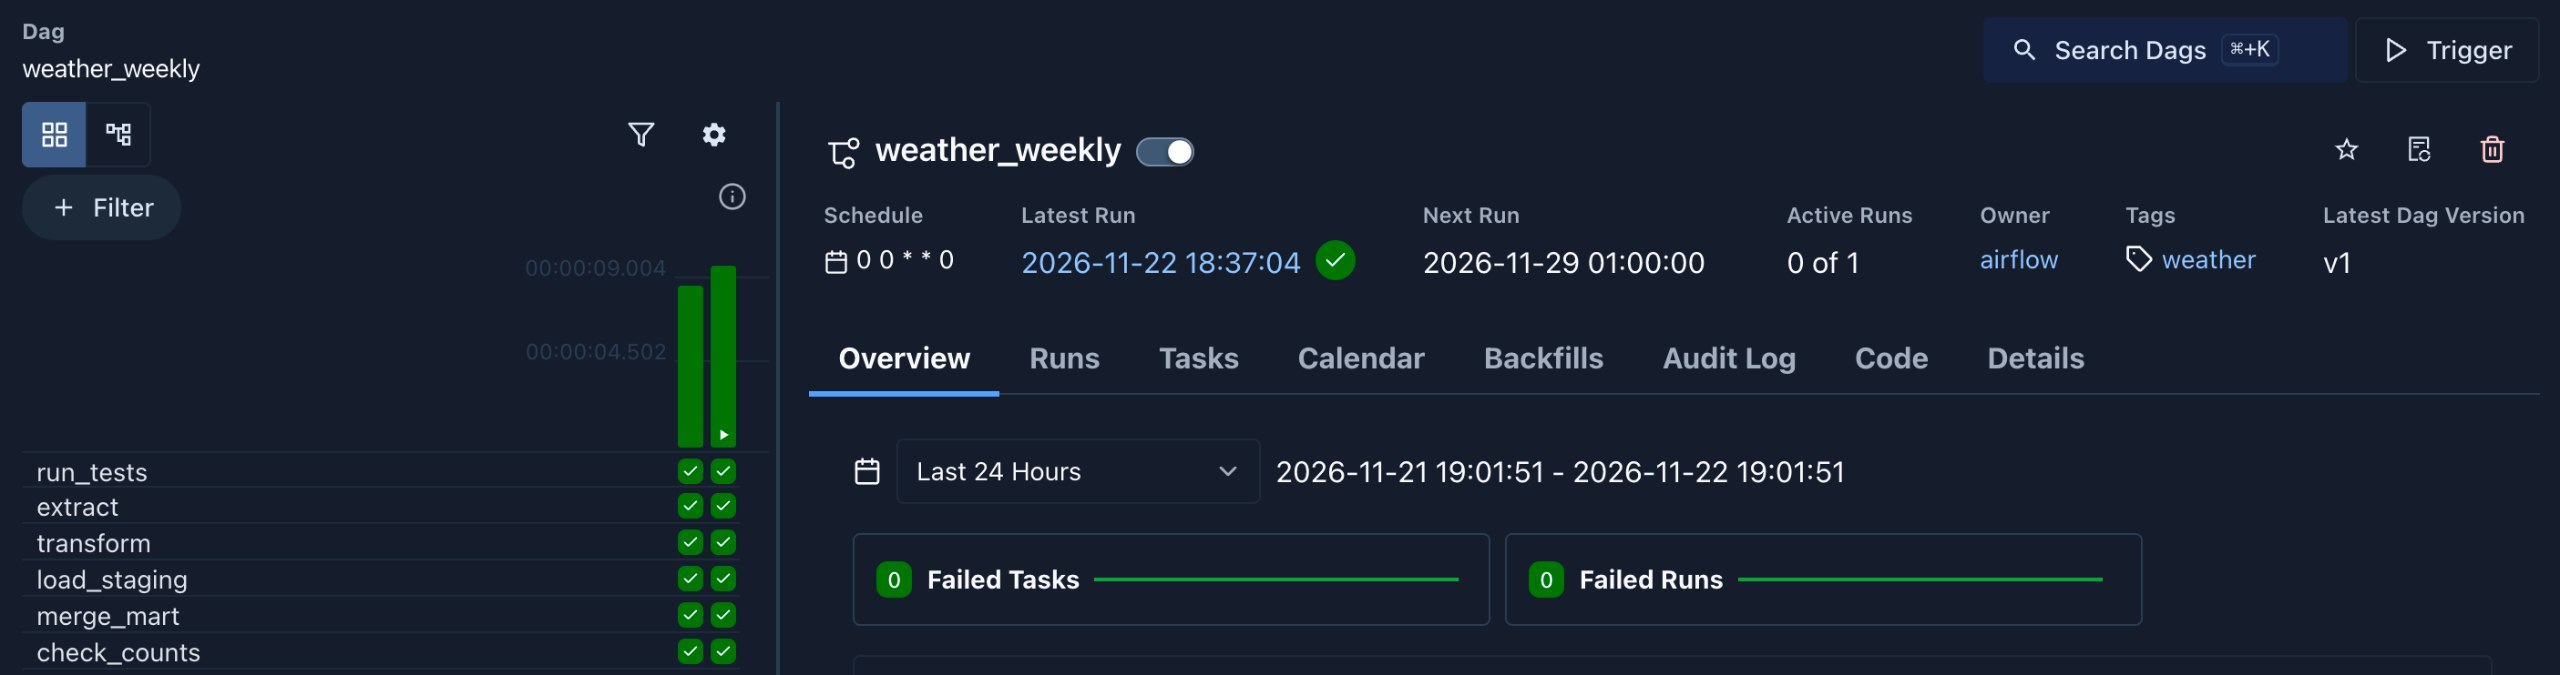 Dag
weather_weekly
Search Dags ⌘+K
Trigger
+ Filter
00:00:09.004
00:00:04.502
run_tests
extract
transform
load_staging
merge_mart
check_counts
weather_weekly
Schedule
0 0 * * 0
Latest Run
2026-11-22 18:37:04
Next Run
2026-11-29 01:00:00
Active Runs
0 of 1
Owner
airflow
Tags
weather
Latest Dag Version
v1
Overview Runs Tasks Calendar Backfills Audit Log Code Details
Last 24 Hours 2026-11-21 19:01:51 - 2026-11-22 19:01:51
0 Failed Tasks
0 Failed Runs